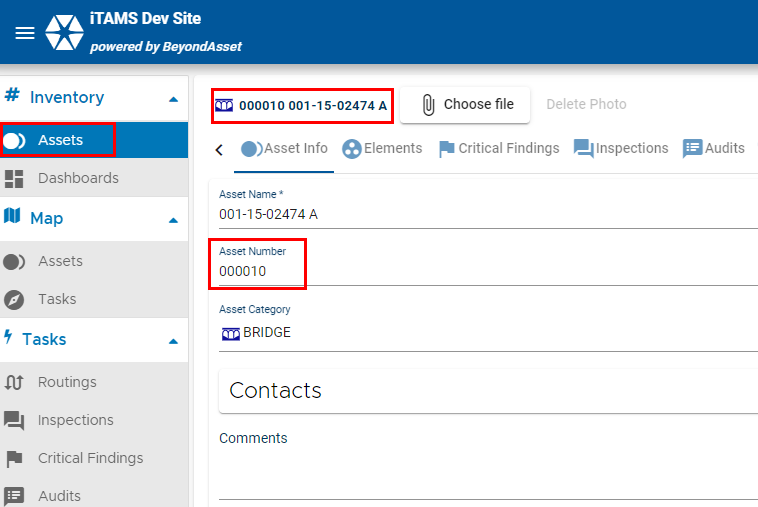 iTAMS Dev Site
powered by BeyondAsset
Inventory
Assets
Dashboards
Map
Assets
Tasks
Tasks
Routings
Inspections
Critical Findings
Audits
000010 001-15-02474 A
Choose file
Delete Photo
Asset Info
Elements
Critical Findings
Inspections
Audits
Asset Name *
001-15-02474 A
Asset Number
000010
Asset Category
BRIDGE
Contacts
Comments